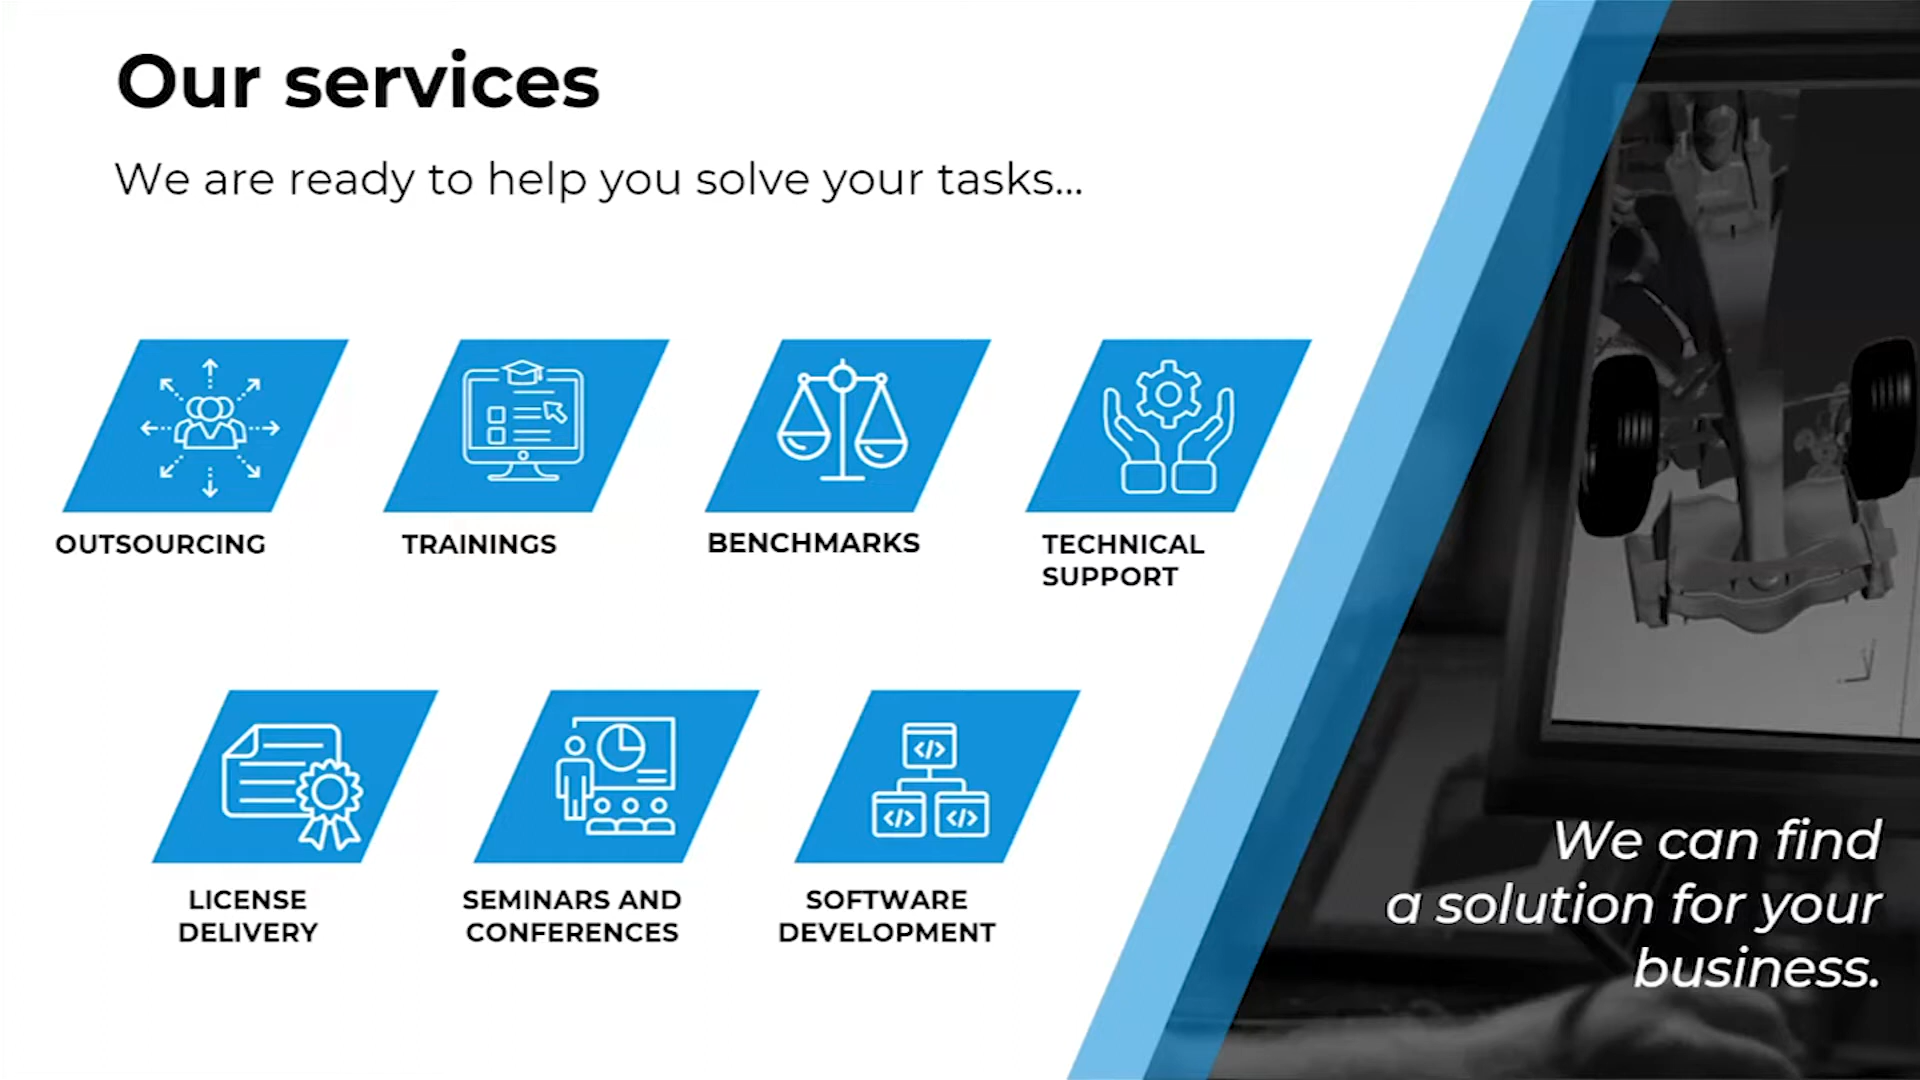 Our services
We are ready to help you solve your tasks...
OUTSOURCING
TRAININGS
BENCHMARKS
TECHNICAL
SUPPORT
LICENSE
DELIVERY
SEMINARS AND
CONFERENCES
SOFTWARE
DEVELOPMENT
We can find
a solution for your
business.